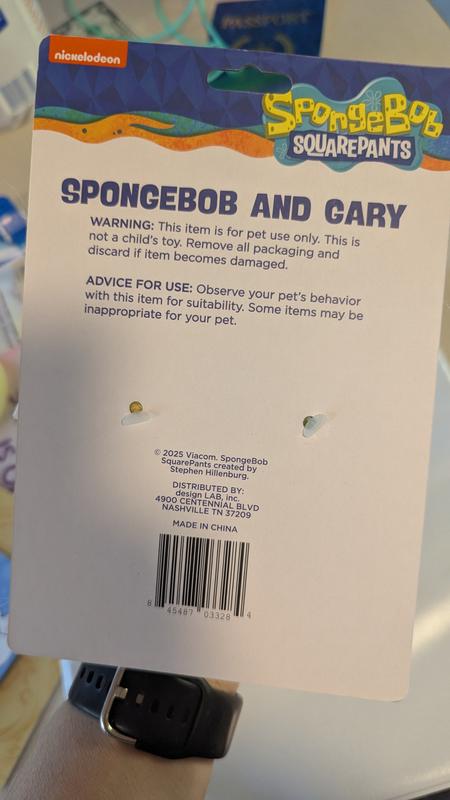 PASSPORT
nickelodeon
SpongeBob
SQUAREPANTS
SPONGEBOB AND GARY
WARNING: This item is for pet use only. This is
not a child's toy. Remove all packaging and
discard if item becomes damaged.
ADVICE FOR USE: Observe your pet's behavior
with this item for suitability. Some items may be
inappropriate for your pet.
© 2025 Viacom. SpongeBob
SquarePants created by
Stephen Hillenburg.
DISTRIBUTED BY:
design LAB, inc.
4900 CENTENNIAL BLVD
NASHVILLE TN 37209
MADE IN CHINA
8 45487 03328 4